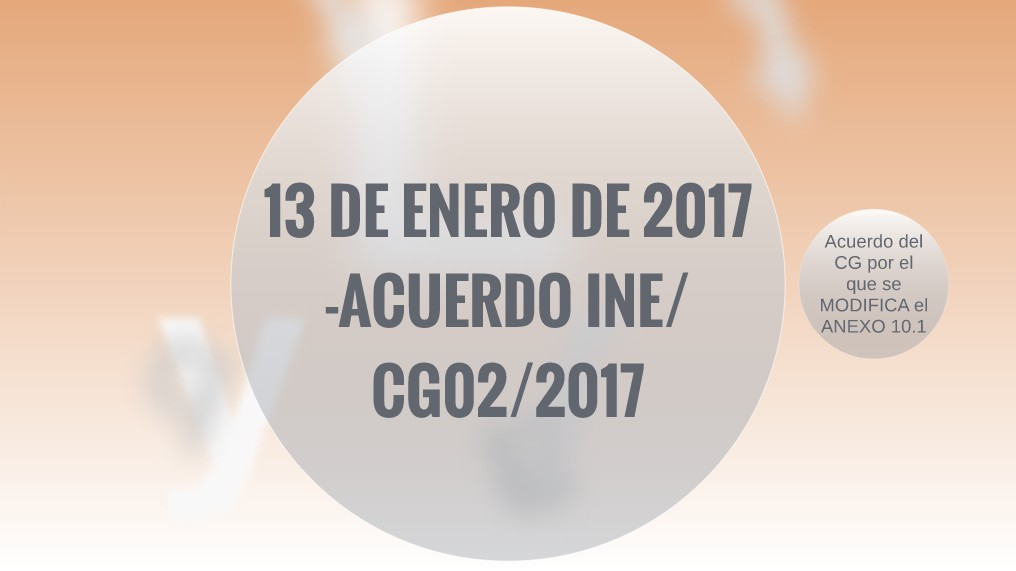 13 DE ENERO DE 2017
-ACUERDO INE/
CG02/2017
Acuerdo del
CG por el
que se
MODIFICA el
ANEXO 10.1